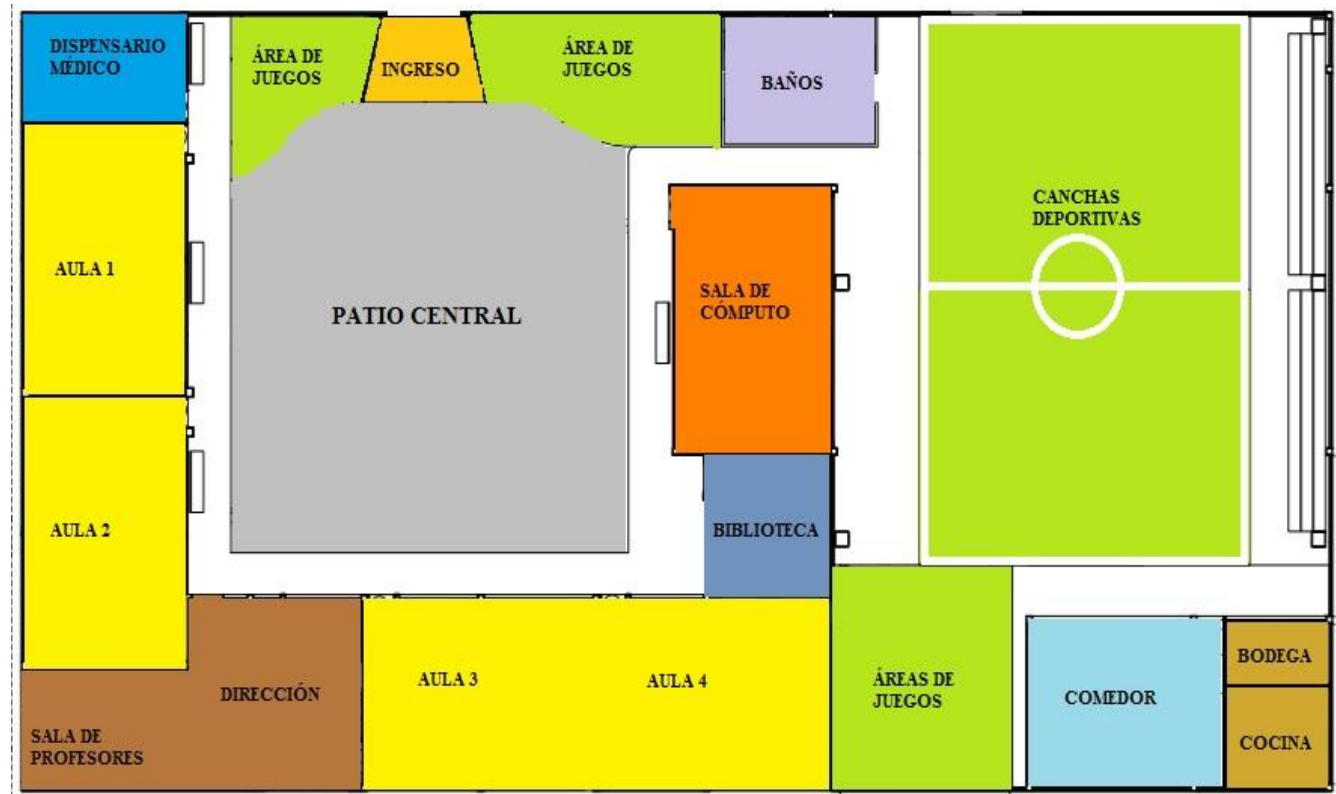 DISPENSARIO
MÉDICO
ÁREA DE
JUEGOS
INGRESO
ÁREA DE
JUEGOS
BAÑOS
CANCHAS
DEPORTIVAS
AULA 1
SALA DE
CÓMPUTO
PATIO CENTRAL
AULA 2
BIBLIOTECA
DIRECCIÓN
AULA 3
AULA 4
ÁREAS DE
JUEGOS
COMEDOR
BODEGA
SALA DE
PROFESORES
COCINA